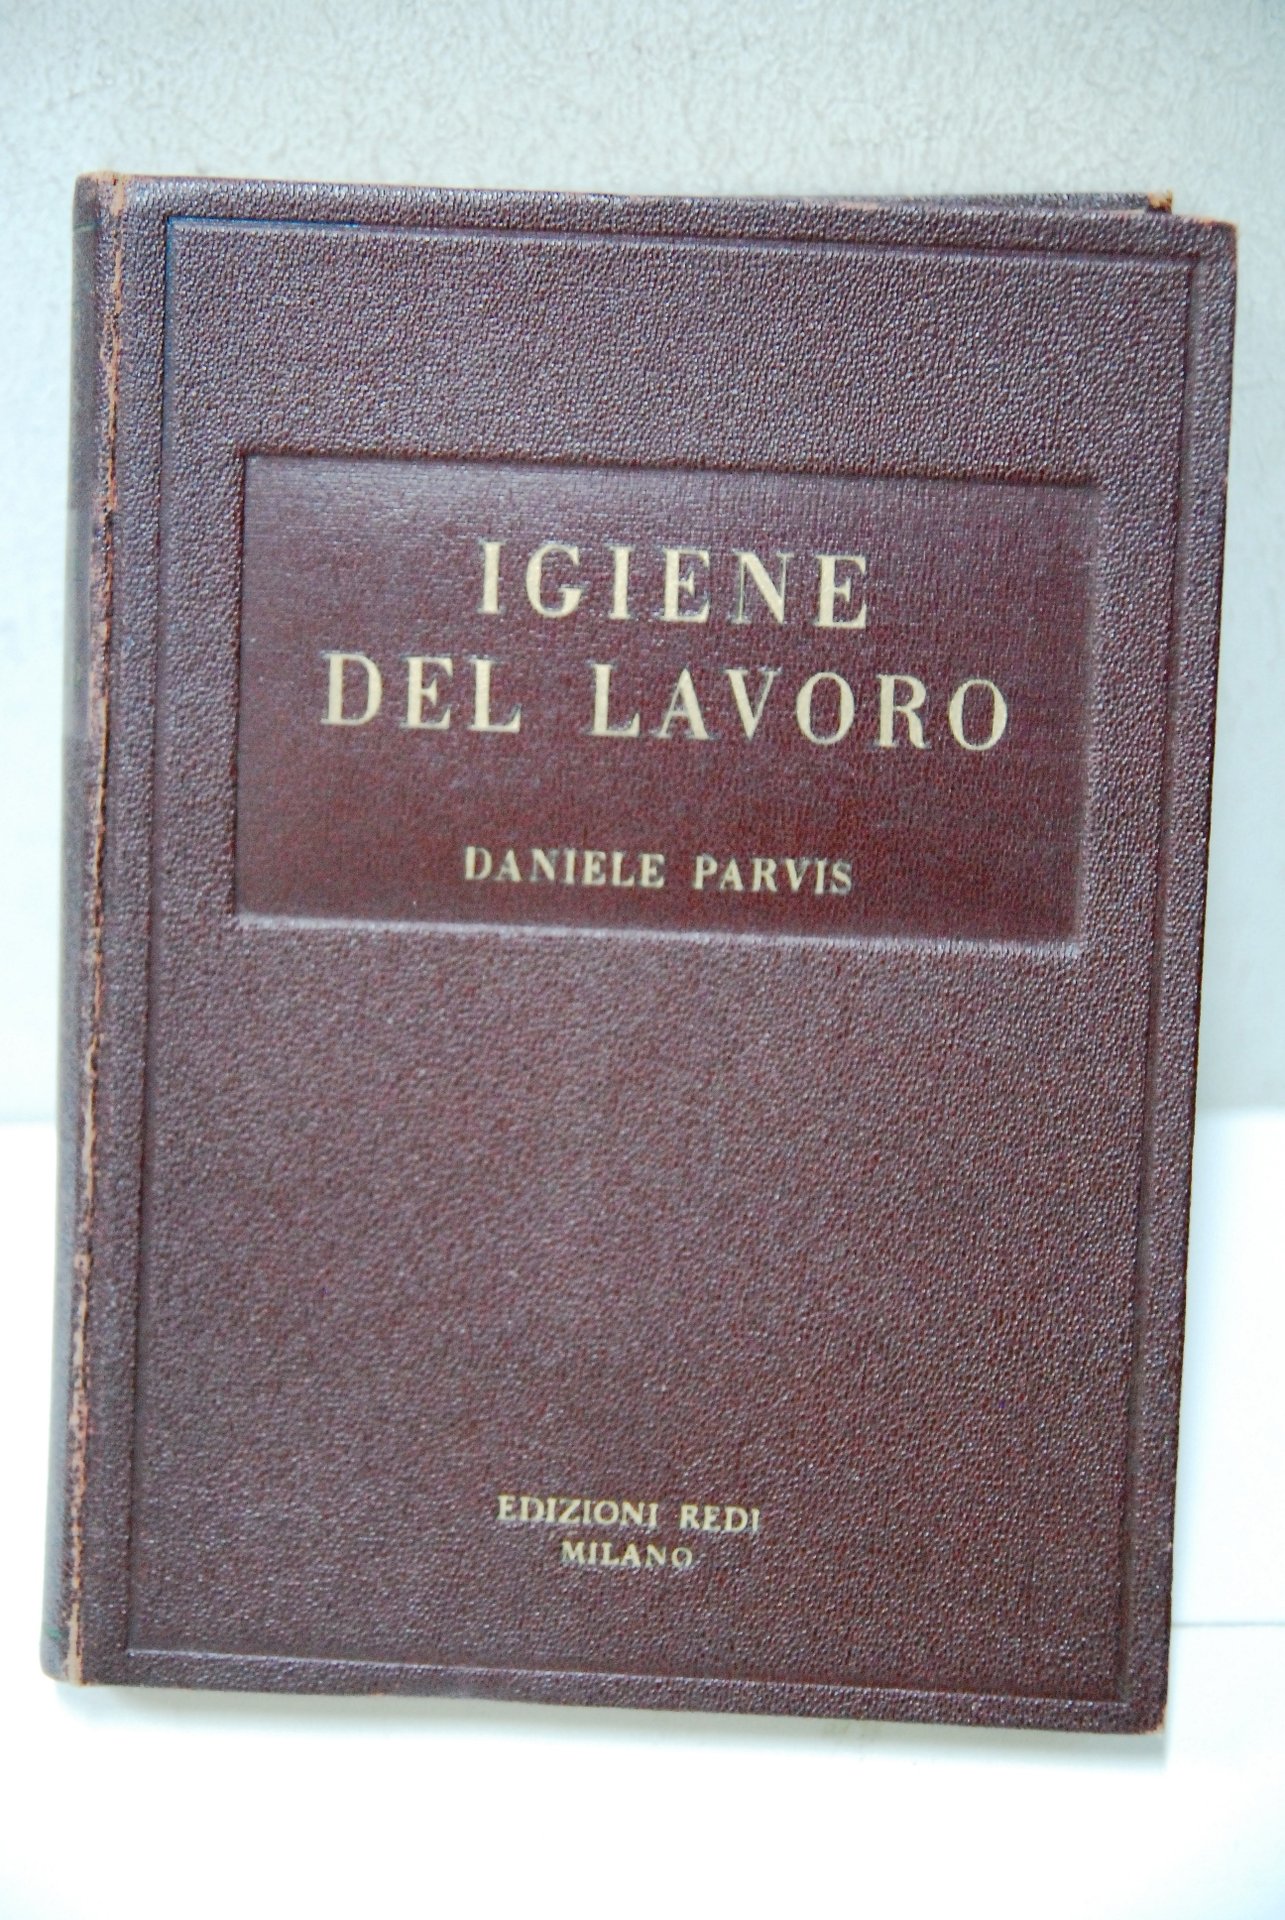 IGIENE
DEL LAVORO
DANIELE PARVIS
EDIZIONI REDI
MILANO